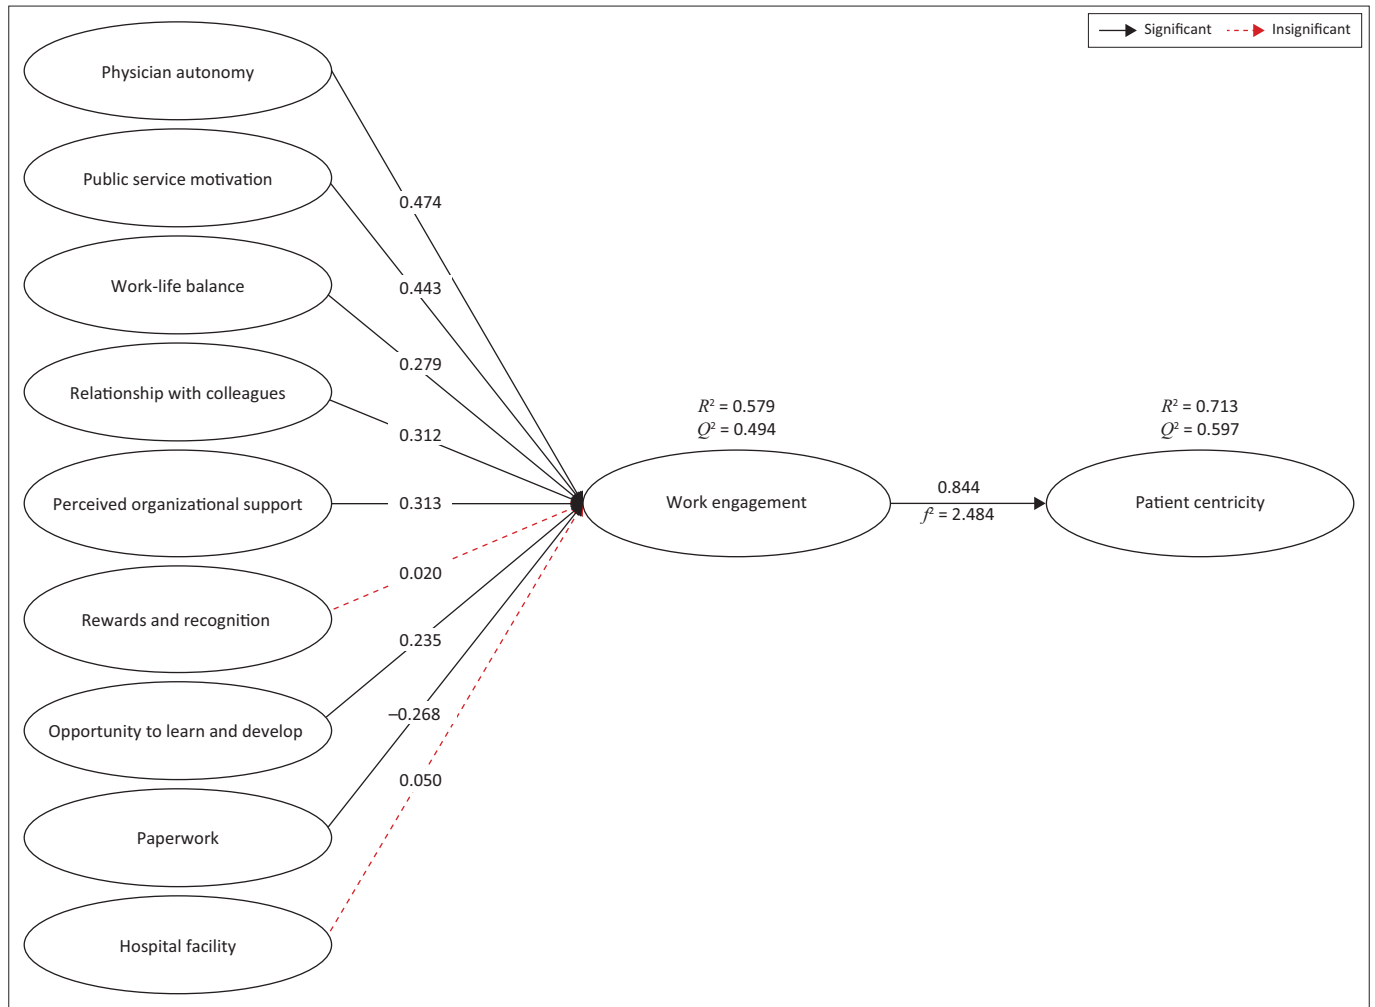 Significant
Insignificant
Physician autonomy
Public service motivation
Work-life balance
Relationship with colleagues
Perceived organizational support
Rewards and recognition
Opportunity to learn and develop
Paperwork
Hospital facility
0.474
0.443
0.279
0.312
0.313
0.020
0.235
–0.268
0.050
R² = 0.579
Q² = 0.494
Work engagement
0.844
f² = 2.484
R² = 0.713
Q² = 0.597
Patient centricity